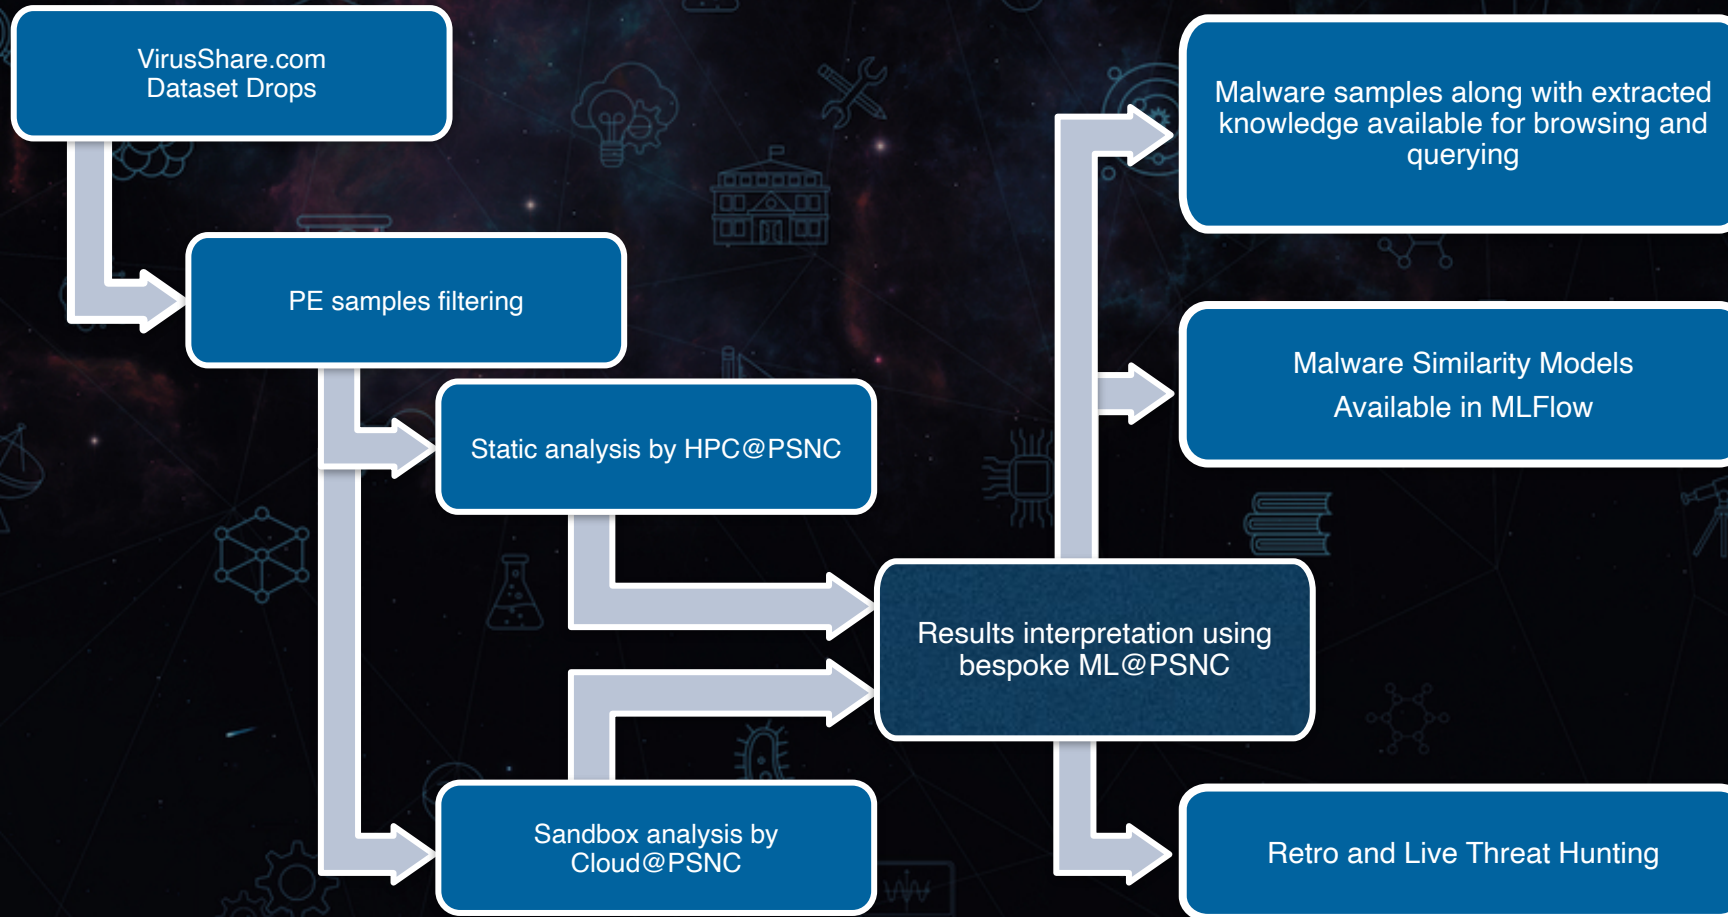 VirusShare.com
Dataset Drops
PE samples filtering
Static analysis by HPC@PSNC
Sandbox analysis by
Cloud@PSNC
Results interpretation using
bespoke ML@PSNC
Malware samples along with extracted
knowledge available for browsing and
querying
Malware Similarity Models
Available in MLFlow
Retro and Live Threat Hunting